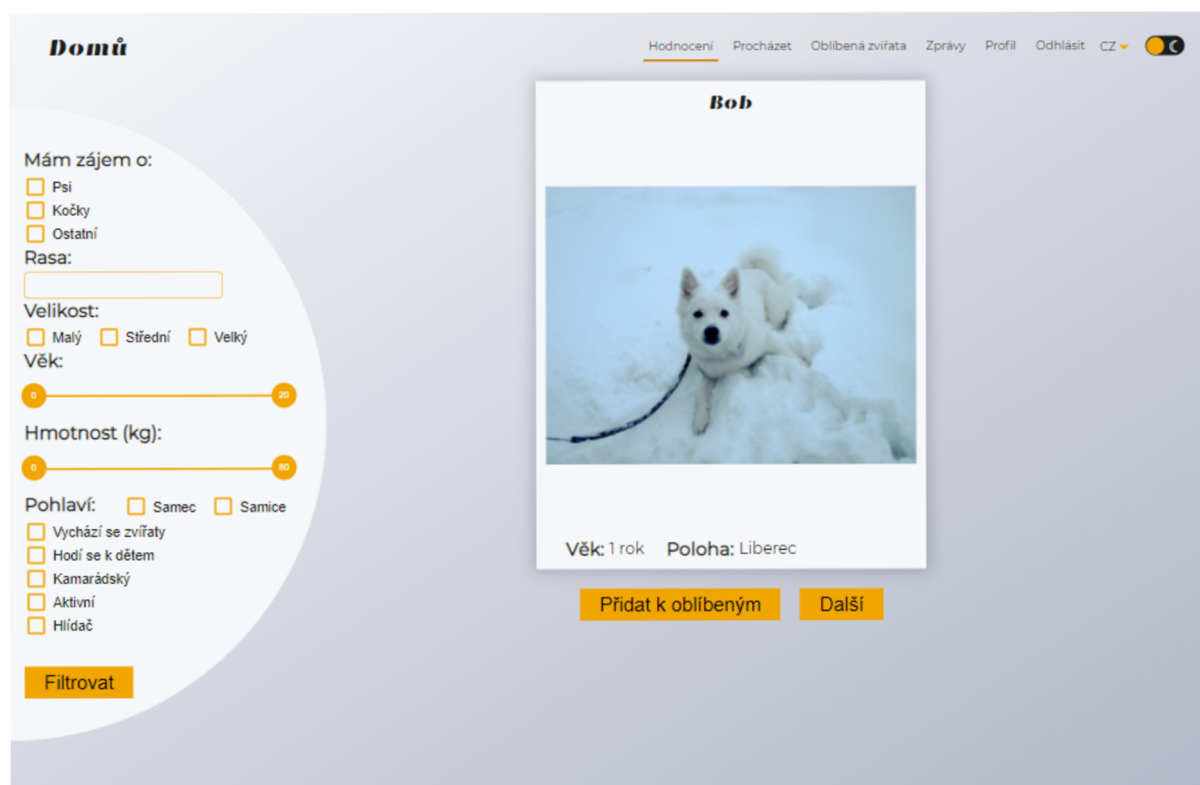 Domů
Hodnocení Procházet Oblíbená zvířata Zprávy Profil Odhlásit CZ
Bob
Mám zájem o:
Psi
Kočky
Ostatní
Rasa:
Velikost:
Malý Střední Velký
Věk:
0 20
Hmotnost (kg):
0 80
Pohlaví: Samec Samice
Vychází se zvířaty
Hodí se k dětem
Kamarádský
Aktivní
Hlídač
Filtrovat
Věk: 1 rok Poloha: Liberec
Přidat k oblíbeným Další